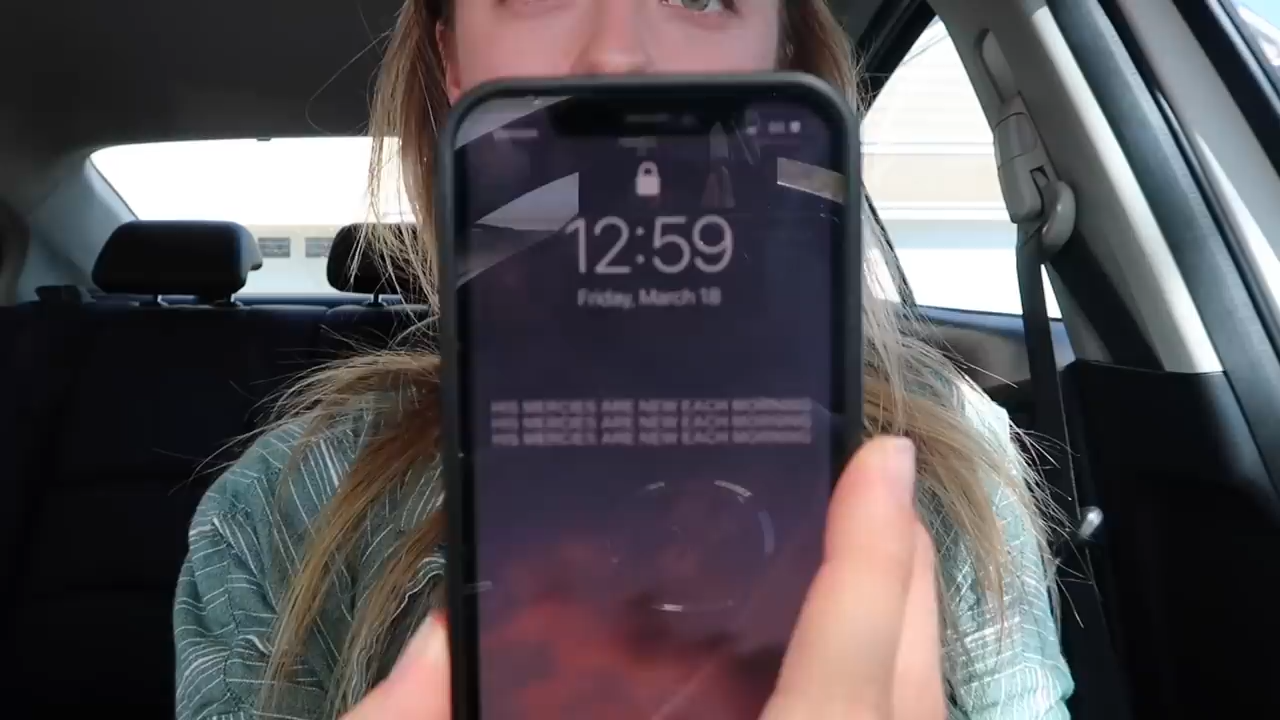 12:59
Friday, March 18
HIS MERCIES ARE NEW EACH MORNING
HIS MERCIES ARE NEW EACH MORNING
HIS MERCIES ARE NEW EACH MORNING